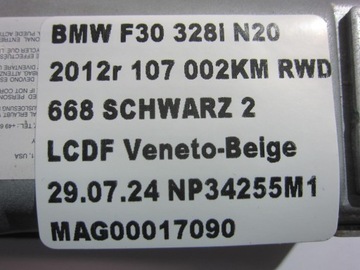 BMW F30 328I N20
2012r 107 002KM RWD
668 SCHWARZ 2
LCDF Veneto-Beige
29.07.24 NP34255M1
MAG00017090